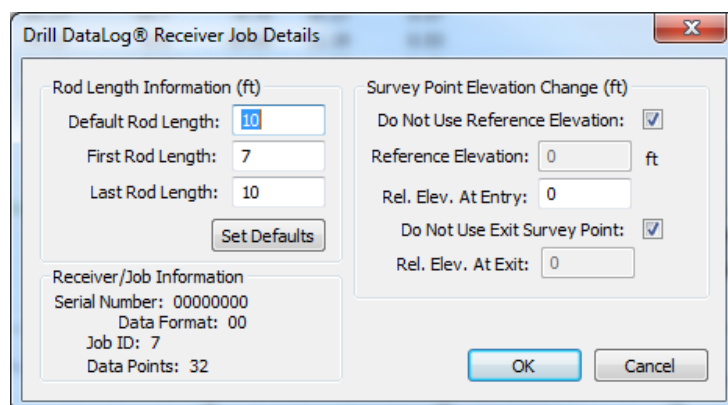 Drill DataLog® Receiver Job Details
Rod Length Information (ft)
Default Rod Length: 10
First Rod Length: 7
Last Rod Length: 10
Set Defaults
Receiver/Job Information
Serial Number: 00000000
Data Format: 00
Job ID: 7
Data Points: 32
Survey Point Elevation Change (ft)
Do Not Use Reference Elevation:
Reference Elevation: 0 ft
Rel. Elev. At Entry: 0
Do Not Use Exit Survey Point:
Rel. Elev. At Exit: 0
OK Cancel